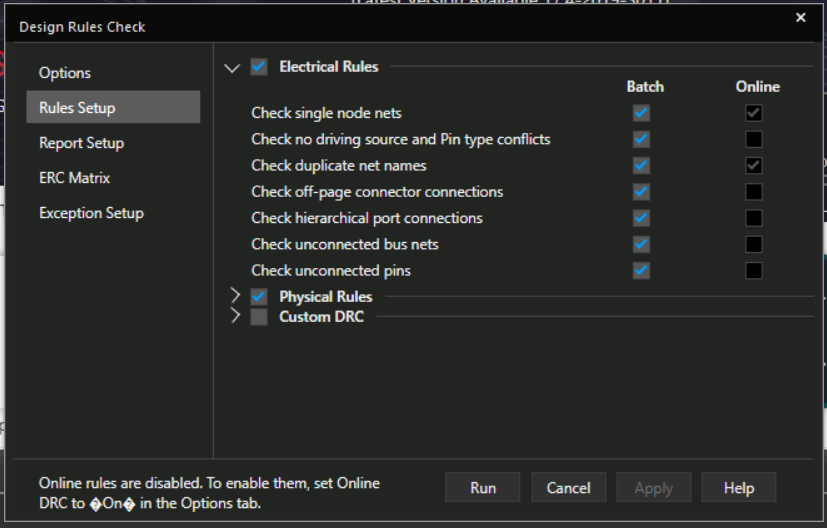 Design Rules Check
Options
Rules Setup
Report Setup
ERC Matrix
Exception Setup
Electrical Rules
Batch Online
Check single node nets
Check no driving source and Pin type conflicts
Check duplicate net names
Check off-page connector connections
Check hierarchical port connections
Check unconnected bus nets
Check unconnected pins
Physical Rules
Custom DRC
Online rules are disabled. To enable them, set Online
DRC to �On� in the Options tab.
Run Cancel Apply Help